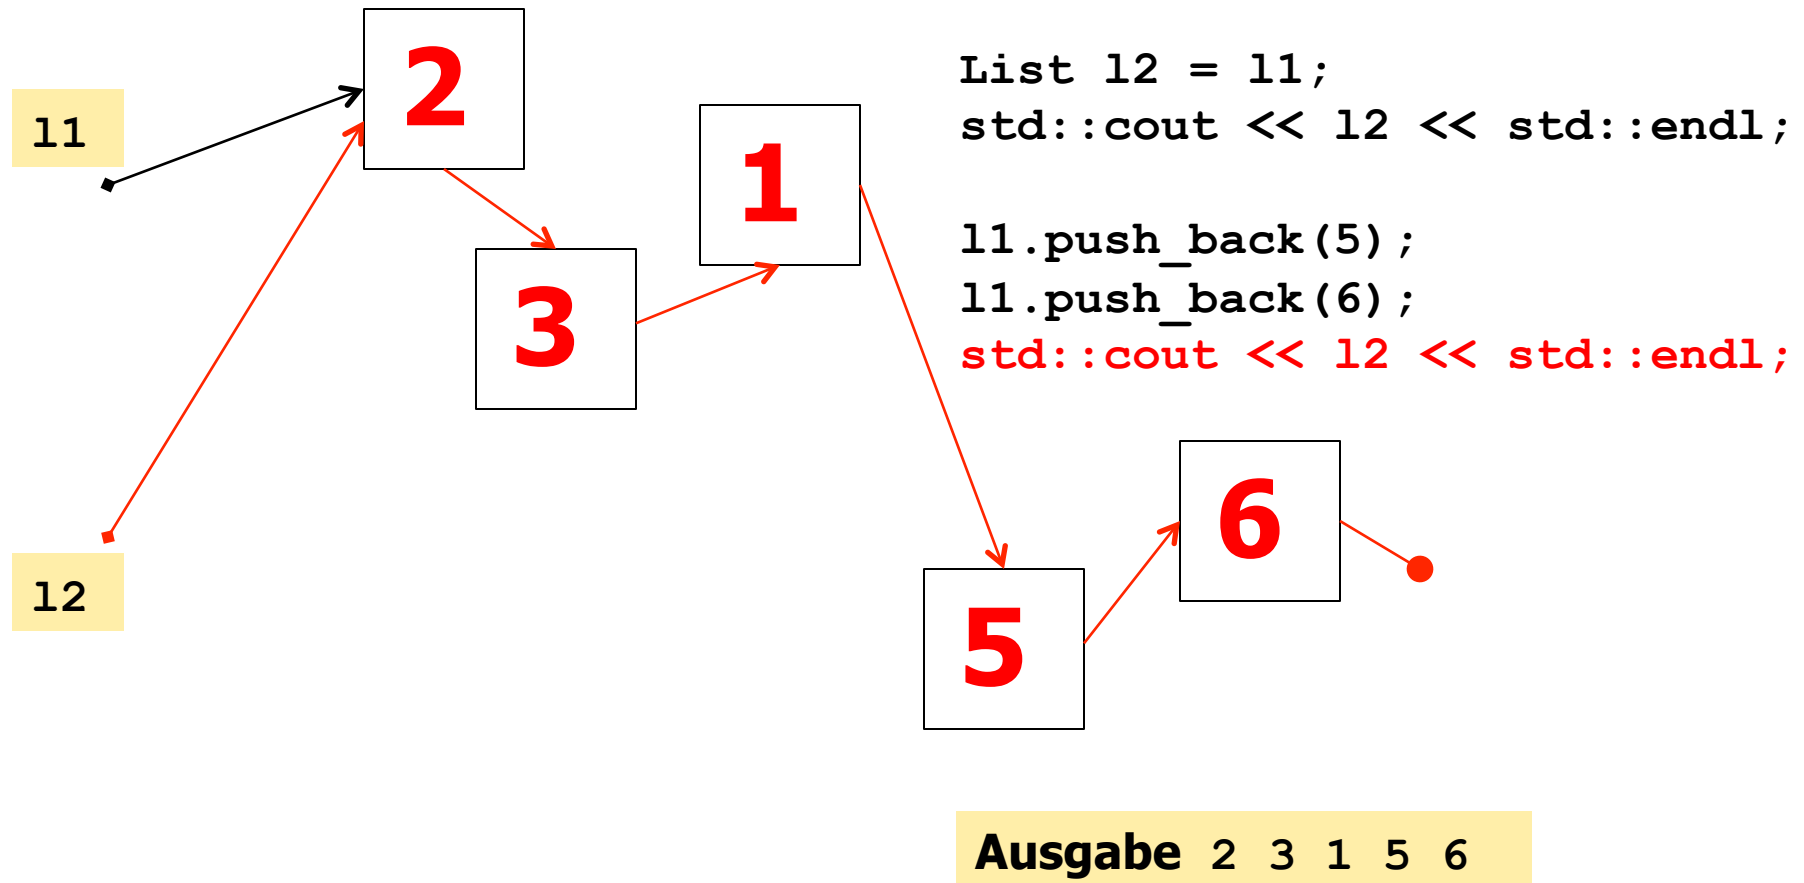 l1
2
3
1
List l2 = l1;
std::cout << l2 << std::endl;
l1.push_back(5);
l1.push_back(6);
std::cout << l2 << std::endl;
l2
5
6
Ausgabe 2 3 1 5 6